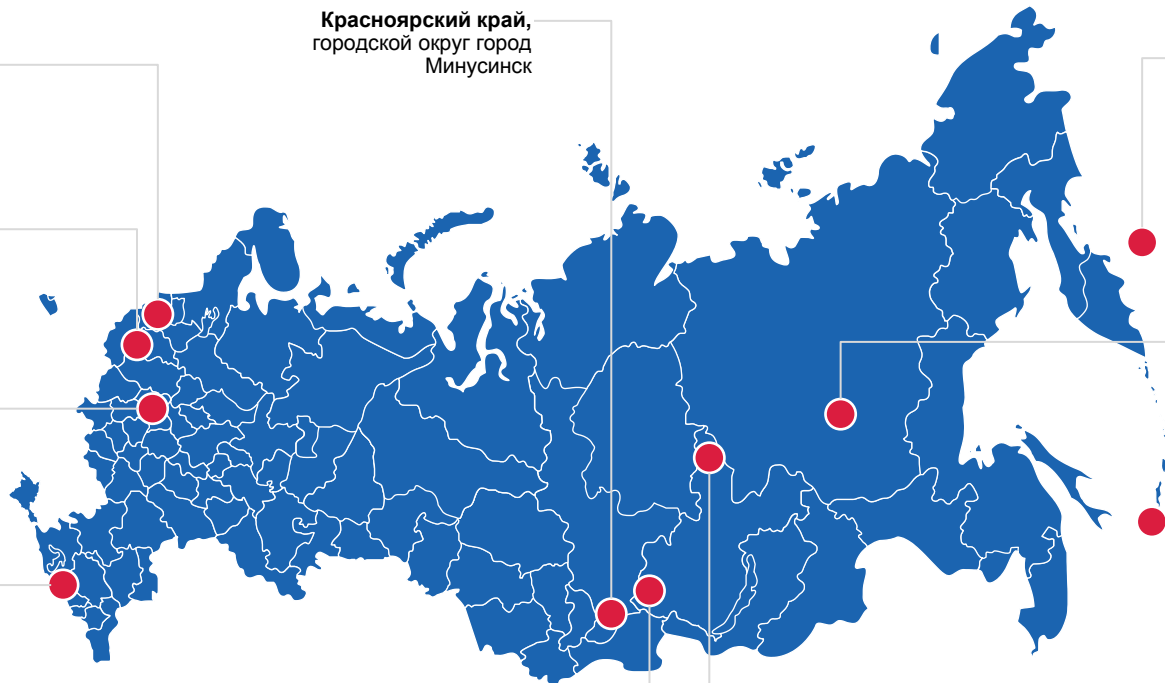 Красноярский край,
городской округ город
Минусинск